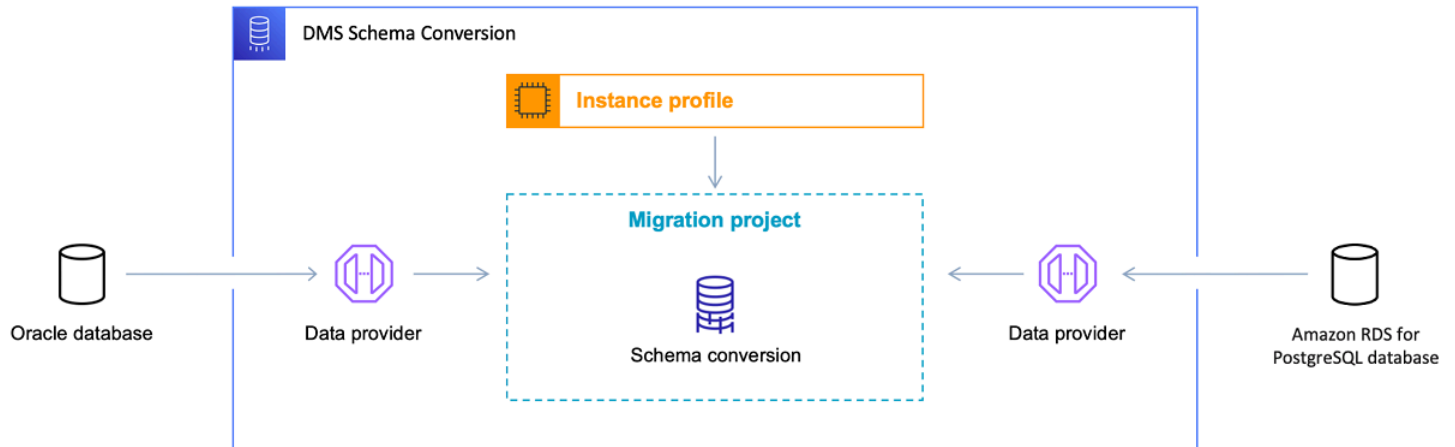 DMS Schema Conversion
Instance profile
Migration project
Oracle database
Data provider
Schema conversion
Data provider
Amazon RDS for
PostgreSQL database